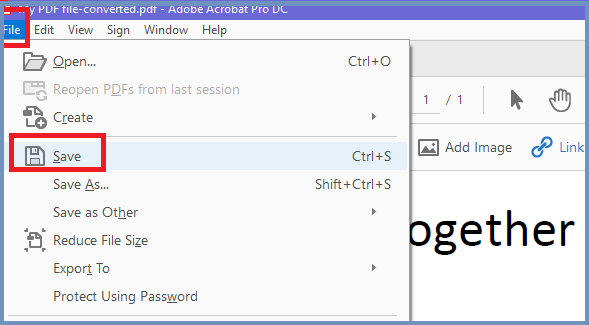 My PDF file-converted.pdf - Adobe Acrobat Pro DC
File Edit View Sign Window Help
Open... Ctrl+O
Reopen PDFs from last session
1 / 1
Create
Save Ctrl+S
Add Image Link
Save As... Shift+Ctrl+S
Save as Other
ogether
Reduce File Size
Export To
Protect Using Password